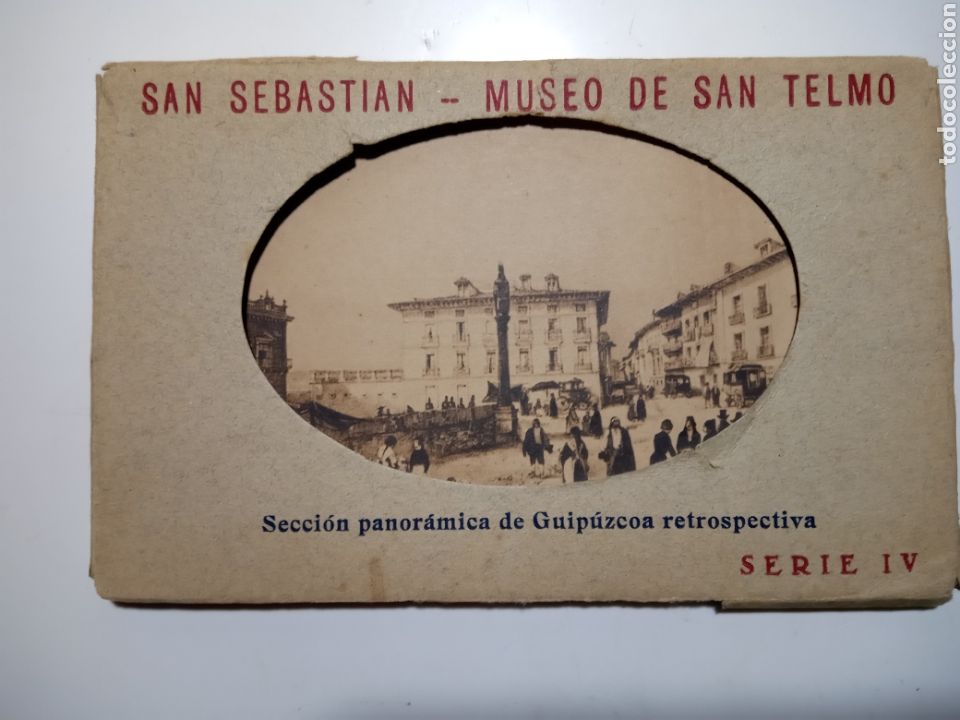 SAN SEBASTIAN -- MUSEO DE SAN TELMO
Sección panorámica de Guipúzcoa retrospectiva
SERIE IV
todocoleccion